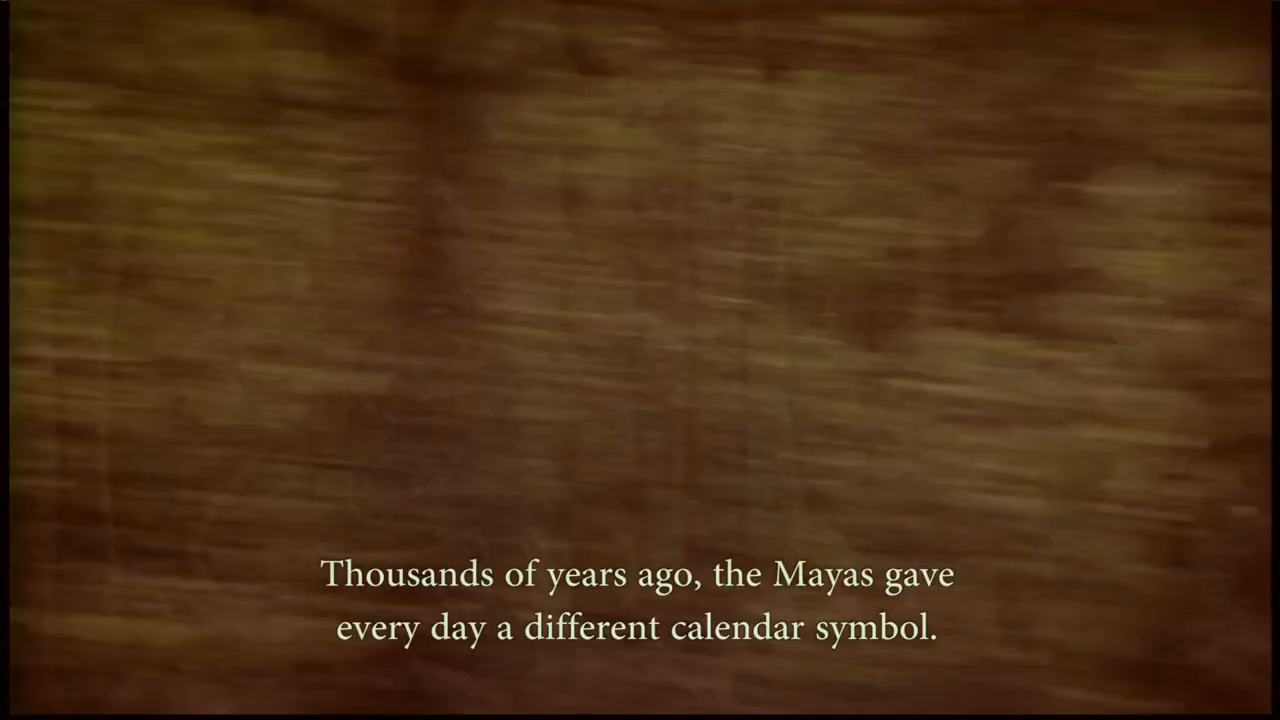 Thousands of years ago, the Mayas gave
every day a different calendar symbol.